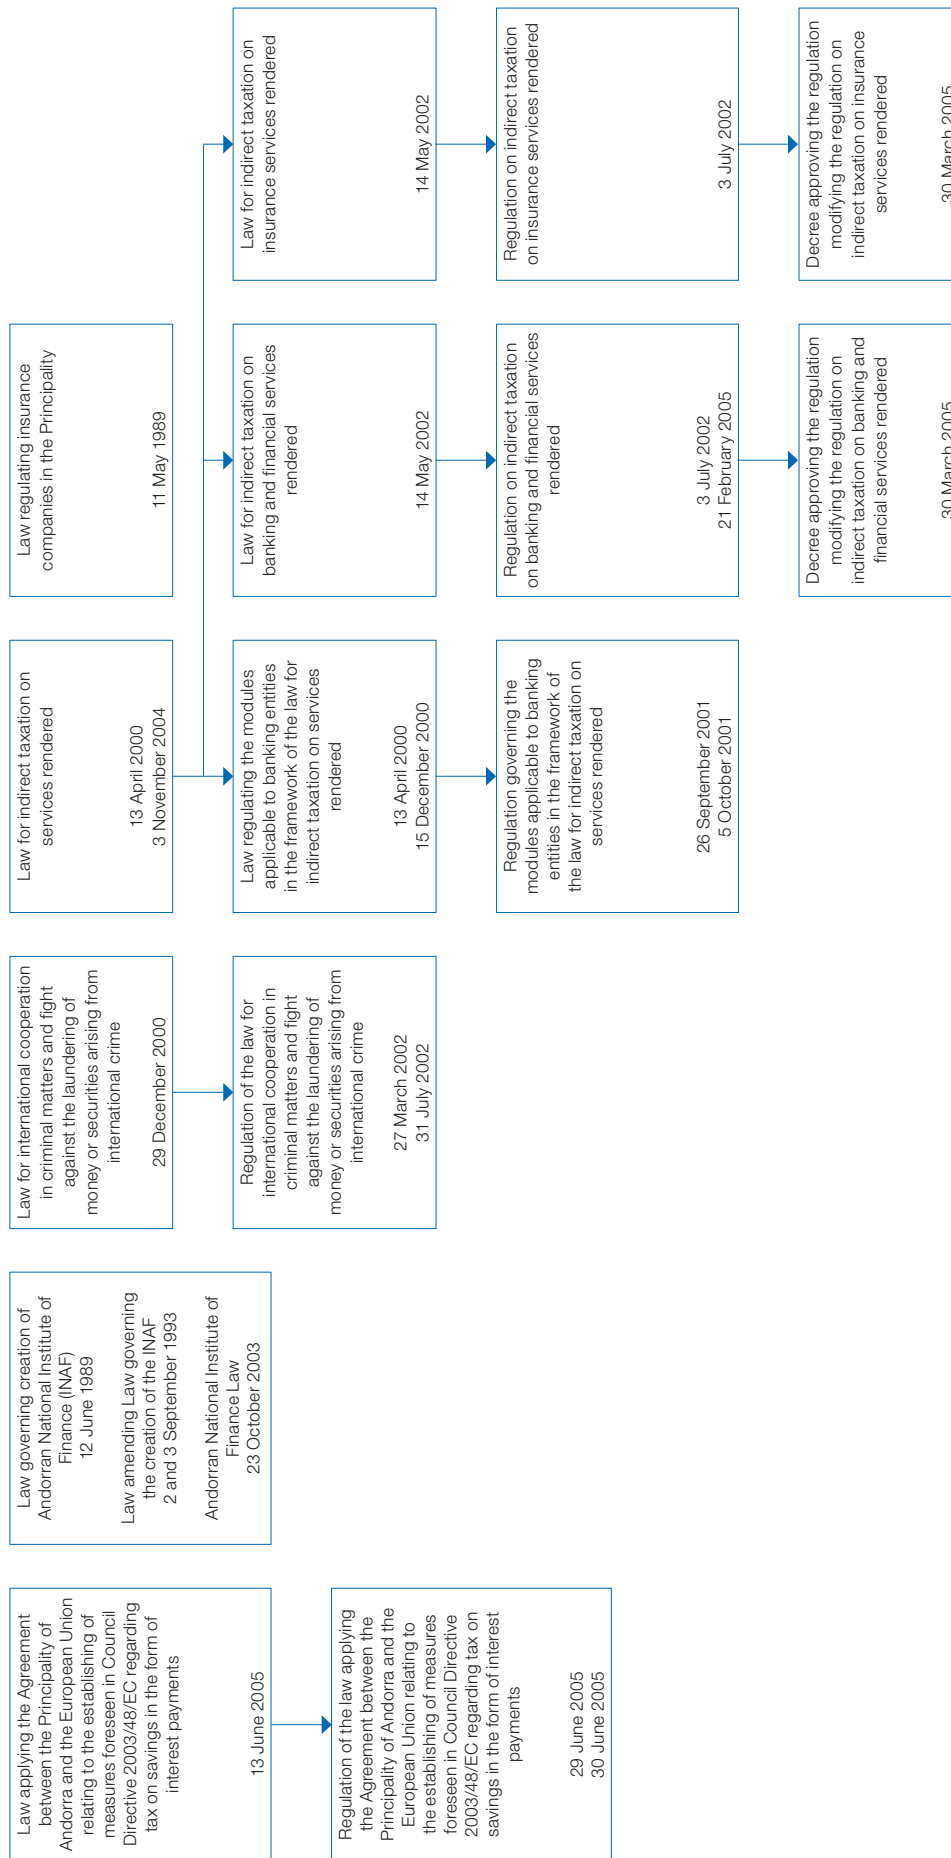 Law applying the Agreement
between the Principality of
Andorra and the European Union
relating to the establishing of
measures foreseen in Council
Directive 2003/48/EC regarding
tax on savings in the form of
interest payments
13 June 2005
Regulation of the law applying
the Agreement between the
Principality of Andorra and the
European Union relating to
the establishing of measures
foreseen in Council Directive
2003/48/EC regarding tax on
savings in the form of interest
payments
29 June 2005
30 June 2005
Law governing creation of
Andorran National Institute of
Finance (INAF)
12 June 1989
Law amending Law governing
the creation of the INAF
2 and 3 September 1993
Andorran National Institute of
Finance Law
23 October 2003
Law for international cooperation
in criminal matters and fight
against the laundering of
money or securities arising from
international crime
29 December 2000
Regulation of the law for
international cooperation in
criminal matters and fight
against the laundering of
money or securities arising from
international crime
27 March 2002
31 July 2002
Law for indirect taxation on
services rendered
13 April 2000
3 November 2004
Law regulating the modules
applicable to banking entities
in the framework of the law for
indirect taxation on services
rendered
13 April 2000
15 December 2000
Regulation governing the
modules applicable to banking
entities in the framework of
the law for indirect taxation on
services rendered
26 September 2001
5 October 2001
Law regulating insurance
companies in the Principality
11 May 1989
Law for indirect taxation on
banking and financial services
rendered
14 May 2002
Regulation on indirect taxation
on banking and financial services
rendered
3 July 2002
21 February 2005
Decree approving the regulation
modifying the regulation on
indirect taxation on banking and
financial services rendered
30 March 2005
Law for indirect taxation on
insurance services rendered
14 May 2002
Regulation on indirect taxation
on insurance services rendered
3 July 2002
Decree approving the regulation
modifying the regulation on
indirect taxation on insurance
services rendered
30 March 2005